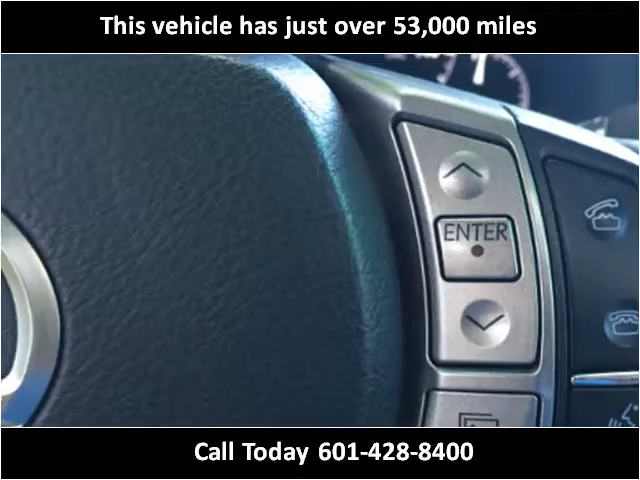 This vehicle has just over 53,000 miles
ENTER
Call Today 601-428-8400